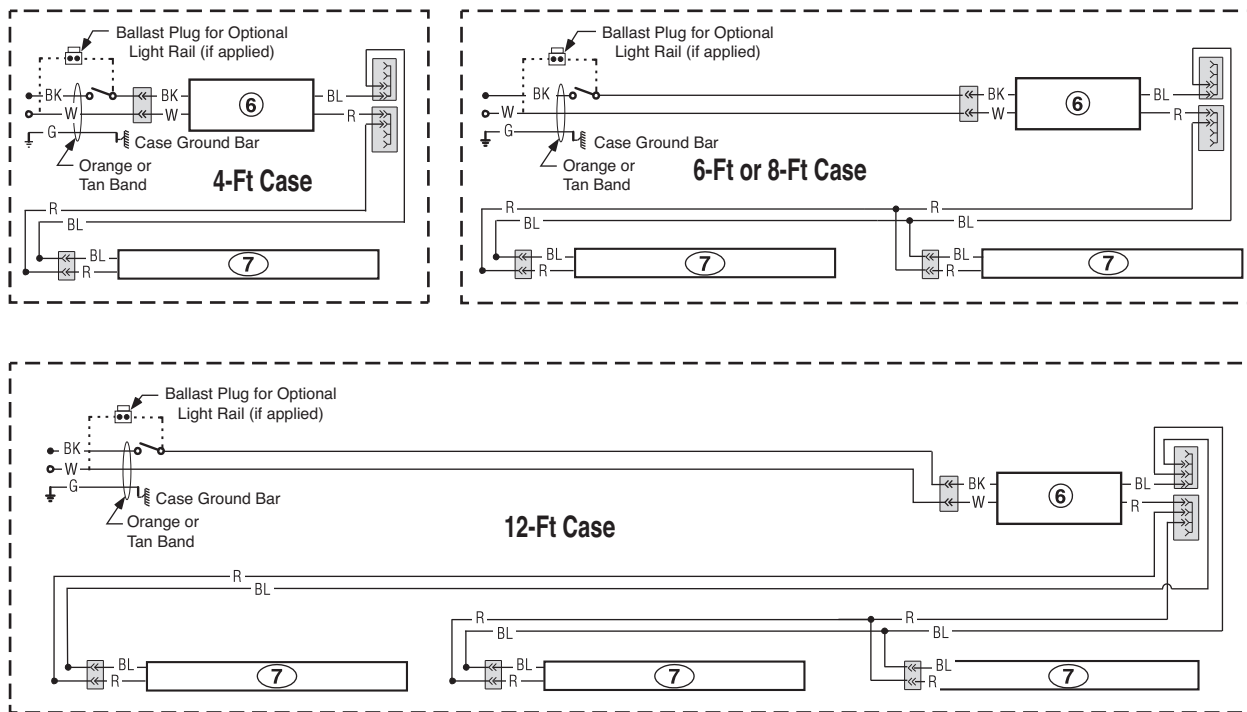 Ballast Plug for Optional
Light Rail (if applied)
BK
BK
BL
W
W
R
6
G
Case Ground Bar
Orange or
Tan Band
4-Ft Case
R
BL
BL
R
7
Ballast Plug for Optional
Light Rail (if applied)
BK
BK
BL
W
W
R
6
G
Case Ground Bar
Orange or
Tan Band
6-Ft or 8-Ft Case
R
R
BL
BL
BL
R
7
BL
R
7
Ballast Plug for Optional
Light Rail (if applied)
BK
W
G
Case Ground Bar
Orange or
Tan Band
BK
W
6
BL
R
12-Ft Case
R
BL
R
R
BL
BL
BL
R
7
BL
R
7
BL
R
7